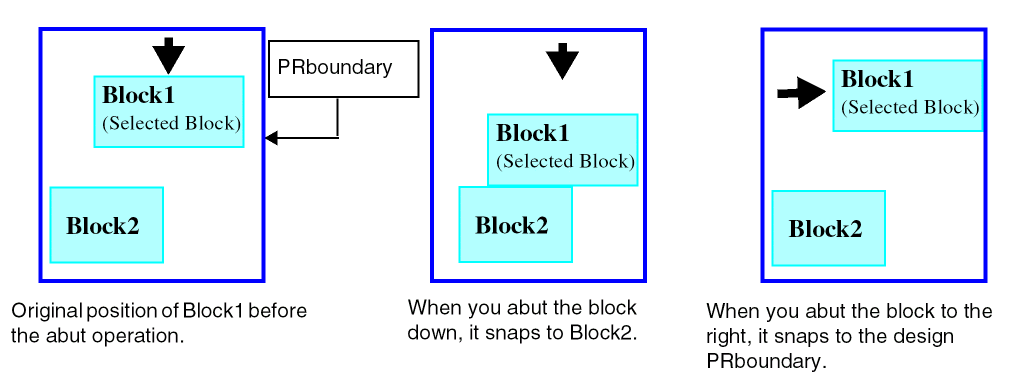 Block1
(Selected Block)
Block2
PRboundary
Original position of Block1 before
the abut operation.
Block1
(Selected Block)
Block2
When you abut the block
down, it snaps to Block2.
Block1
(Selected Block)
Block2
When you abut the block to the
right, it snaps to the design
PRboundary.